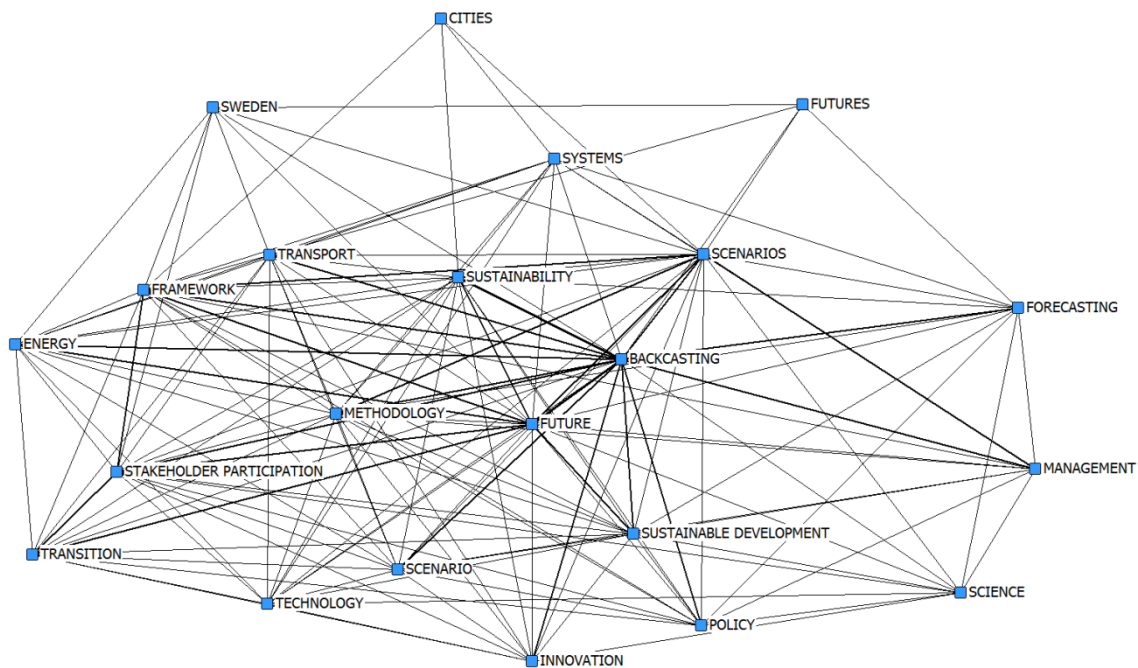 CITIES
SWEDEN
FUTURES
SYSTEMS
TRANSPORT
SCENARIOS
SUSTAINABILITY
FRAMEWORK
FORECASTING
ENERGY
BACKCASTING
METHODOLOGY
FUTURE
STAKEHOLDER PARTICIPATION
MANAGEMENT
SUSTAINABLE DEVELOPMENT
TRANSITION
SCENARIO
SCIENCE
TECHNOLOGY
POLICY
INNOVATION